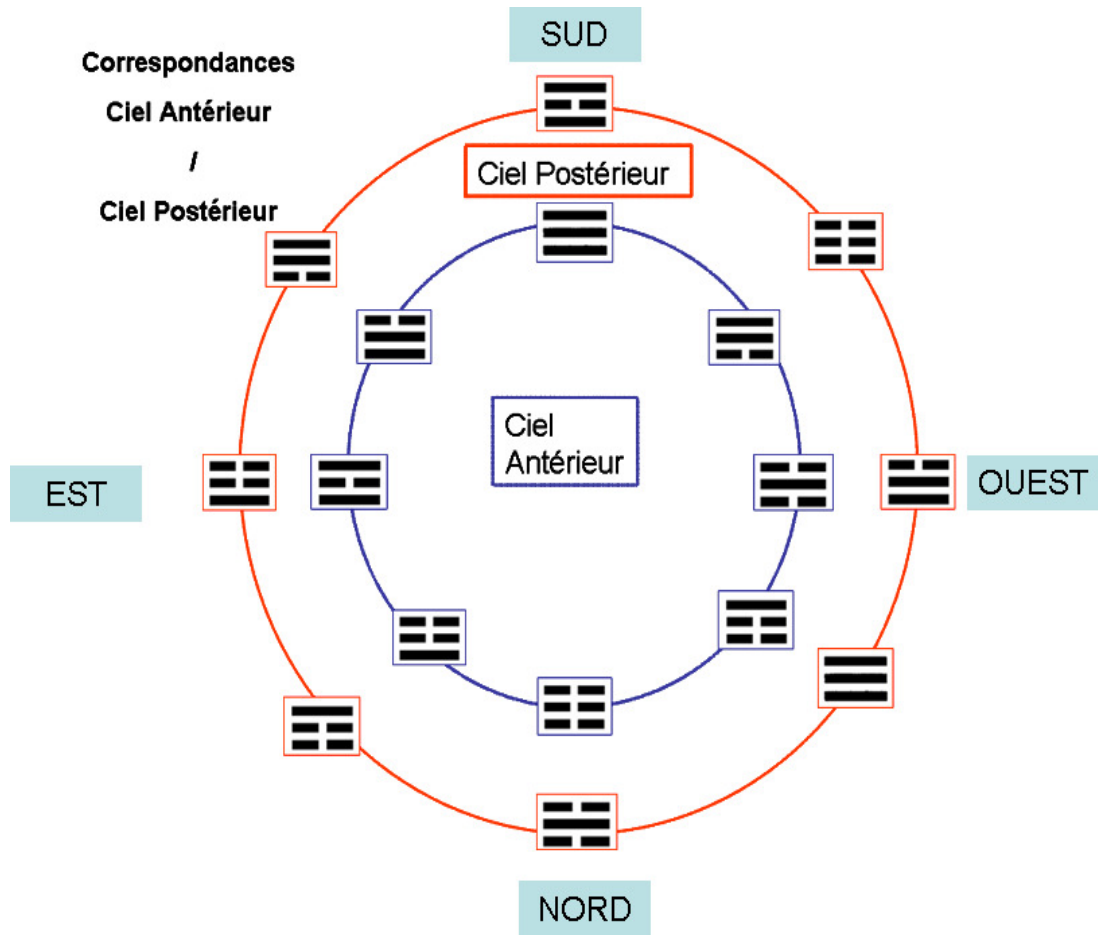 SUD
Correspondances
Ciel Antérieur
/
Ciel Postérieur
Ciel Postérieur
Ciel
Antérieur
EST
OUEST
NORD